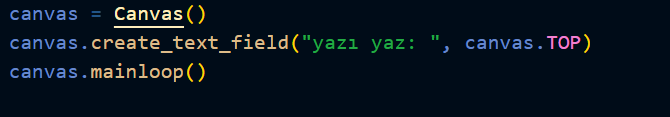 canvas = Canvas()
canvas.create_text_field("yazı yaz: ", canvas.TOP)
canvas.mainloop()